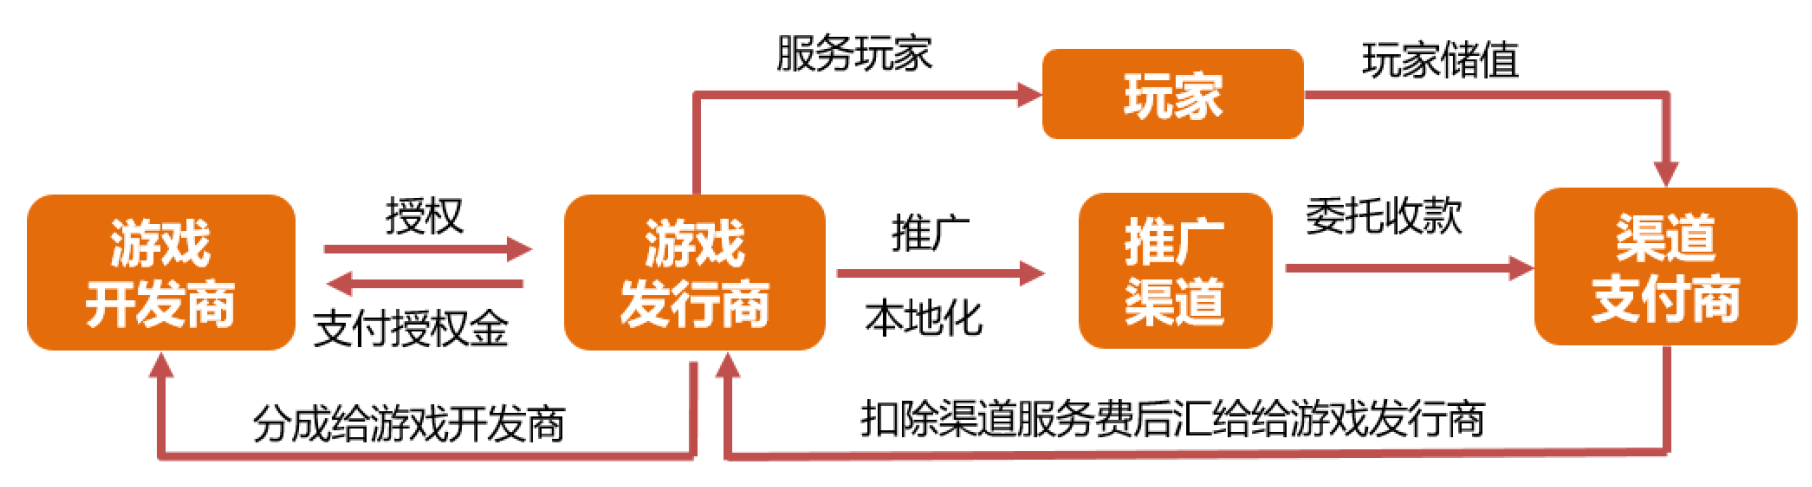 服务玩家
玩家
玩家储值
游戏
开发商
授权
支付授权金
游戏
发行商
推广
本地化
推广
渠道
委托收款
渠道
支付商
分成给游戏开发商
扣除渠道服务费后汇给给游戏发行商